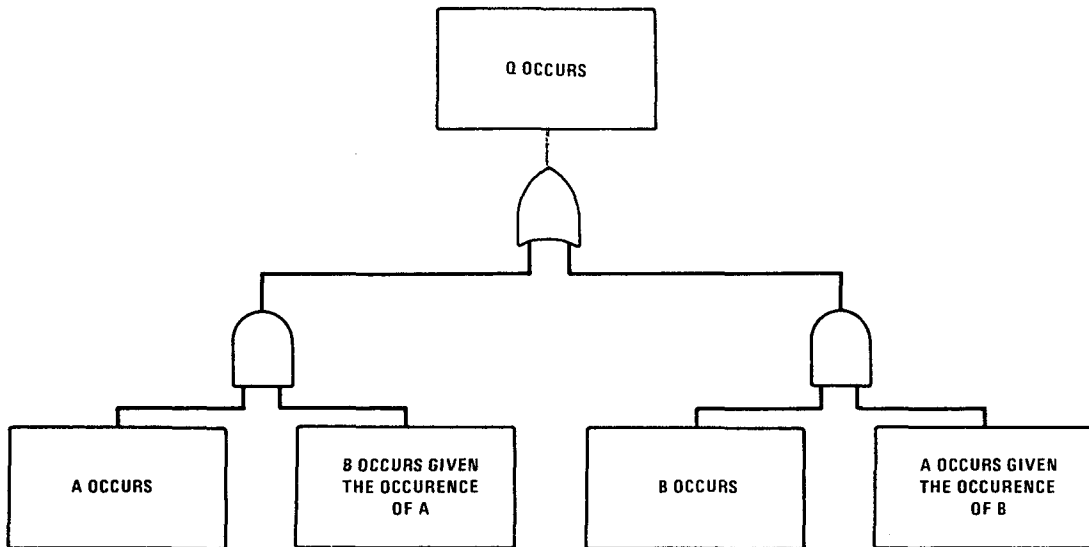 Q OCCURS
A OCCURS
B OCCURS GIVEN
THE OCCURENCE
OF A
B OCCURS
A OCCURS GIVEN
THE OCCURENCE
OF B